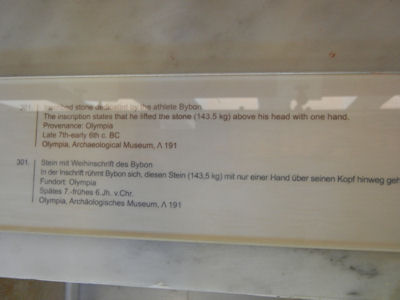 301. Inscribed stone dedicated by the athlete Bybon
The inscription states that he lifted the stone (143.5 kg) above his head with one hand.
Provenance: Olympia
Late 7th-early 6th c. BC
Olympia, Archaeological Museum, Λ 191
301. Stein mit Weihinschrift des Bybon
In der Inschrift rühmt Bybon sich, diesen Stein (143,5 kg) mit nur einer Hand über seinen Kopf hinweg
Fundort: Olympia
Spätes 7.-frühes 6.Jh. v.Chr.
Olympia, Archäologisches Museum, Λ 191